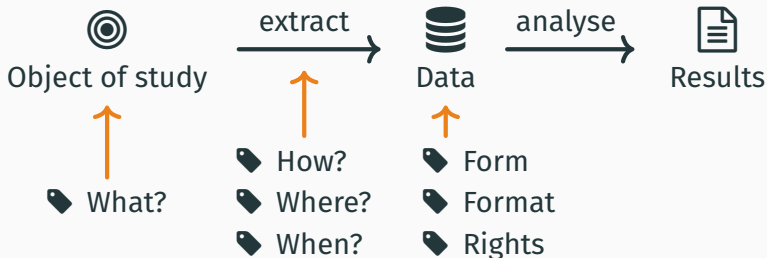 extract
analyse
Object of study
Data
Results
How?
Form
What?
Where?
Format
When?
Rights